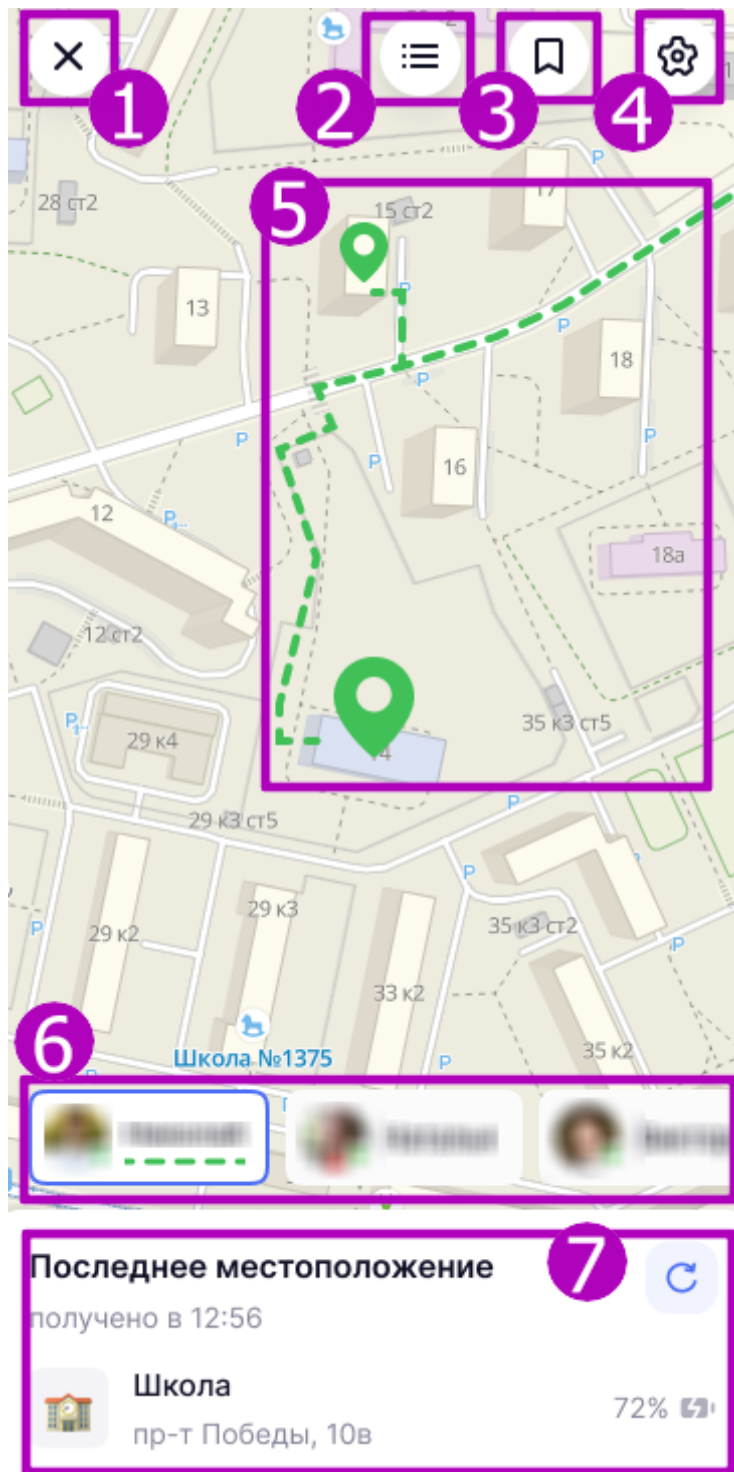 1
2
3
4
5
28 ст2
15 ст2
17
P
P
13
P
18
P
P
P
16
P
12
P
18а
12 ст2
14
35 к3 ст5
P
29 к4
P
29 к3 ст5
P
29 к3
P
29 к2
35 к3 ст2
P
33 к2
6
35 к2
Школа №1375
P
7
Последнее местоположение
получено в 12:56
Школа
72%
пр-т Победы, 10в